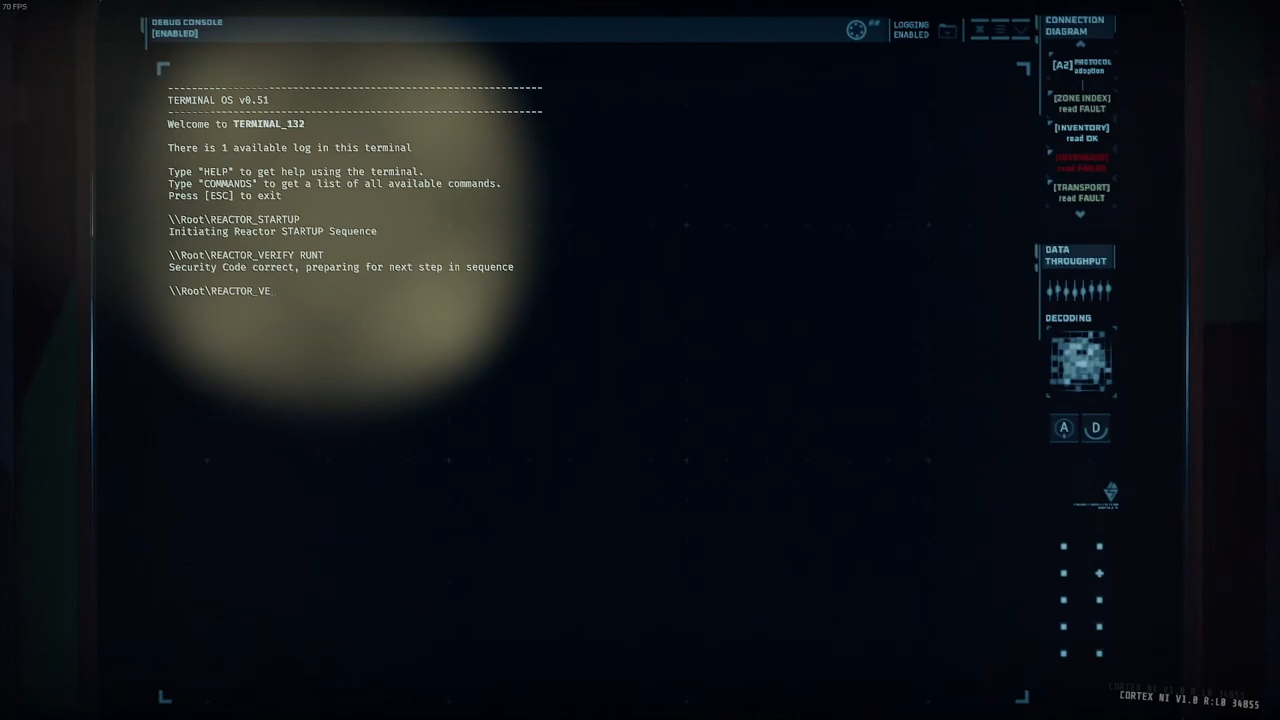 70 FPS
DEBUG CONSOLE
[ENABLED]
LOGGING
ENABLED
CONNECTION
DIAGRAM
[A2] PROTOCOL
adoption
[ZONE INDEX]
read FAULT
[INVENTORY]
read OK
read FAILED
[TRANSPORT]
read FAULT
DATA
THROUGHPUT
DECODING
A D
--------------------------------------------------------------
TERMINAL OS v0.51
--------------------------------------------------------------
Welcome to TERMINAL_132
There is 1 available log in this terminal
Type "HELP" to get help using the terminal.
Type "COMMANDS" to get a list of all available commands.
Press [ESC] to exit
\\Root\REACTOR_STARTUP
Initiating Reactor STARTUP Sequence
\\Root\REACTOR_VERIFY RUNT
Security Code correct, preparing for next step in sequence
\\Root\REACTOR_VE
CORTEX NI V1.0 R:L0 34855